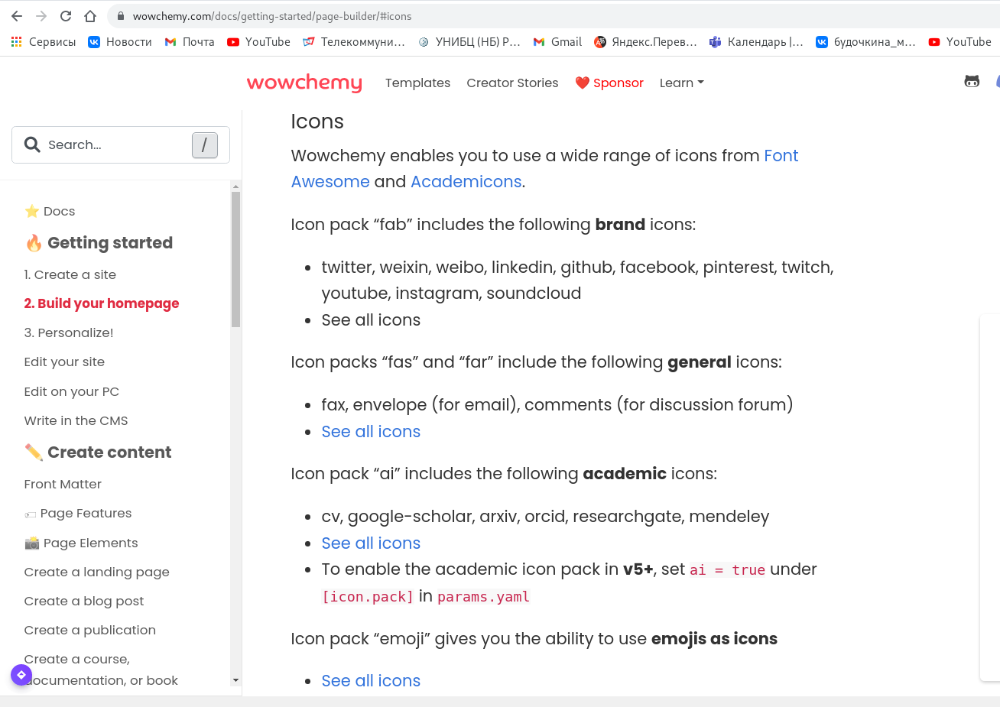 wowchemy.com/docs/getting-started/page-builder/#icons
Сервисы Новости Почта YouTube Телекоммуни... УНИБЦ (НБ) Р... Gmail Яндекс.Перев... Календарь |... будочкина_м... YouTube
wowchemy Templates Creator Stories ❤️ Sponsor Learn
Search... /
⭐ Docs
🔥 Getting started
1. Create a site
2. Build your homepage
3. Personalize!
Edit your site
Edit on your PC
Write in the CMS
✏️ Create content
Front Matter
🏷️ Page Features
📸 Page Elements
Create a landing page
Create a blog post
Create a publication
Create a course,
documentation, or book
Icons
Wowchemy enables you to use a wide range of icons from Font
Awesome and Academicons.
Icon pack “fab” includes the following brand icons:
• twitter, weixin, weibo, linkedin, github, facebook, pinterest, twitch,
youtube, instagram, soundcloud
• See all icons
Icon packs “fas” and “far” include the following general icons:
• fax, envelope (for email), comments (for discussion forum)
• See all icons
Icon pack “ai” includes the following academic icons:
• cv, google-scholar, arxiv, orcid, researchgate, mendeley
• See all icons
• To enable the academic icon pack in v5+, set ai = true under
[icon.pack] in params.yaml
Icon pack “emoji” gives you the ability to use emojis as icons
• See all icons